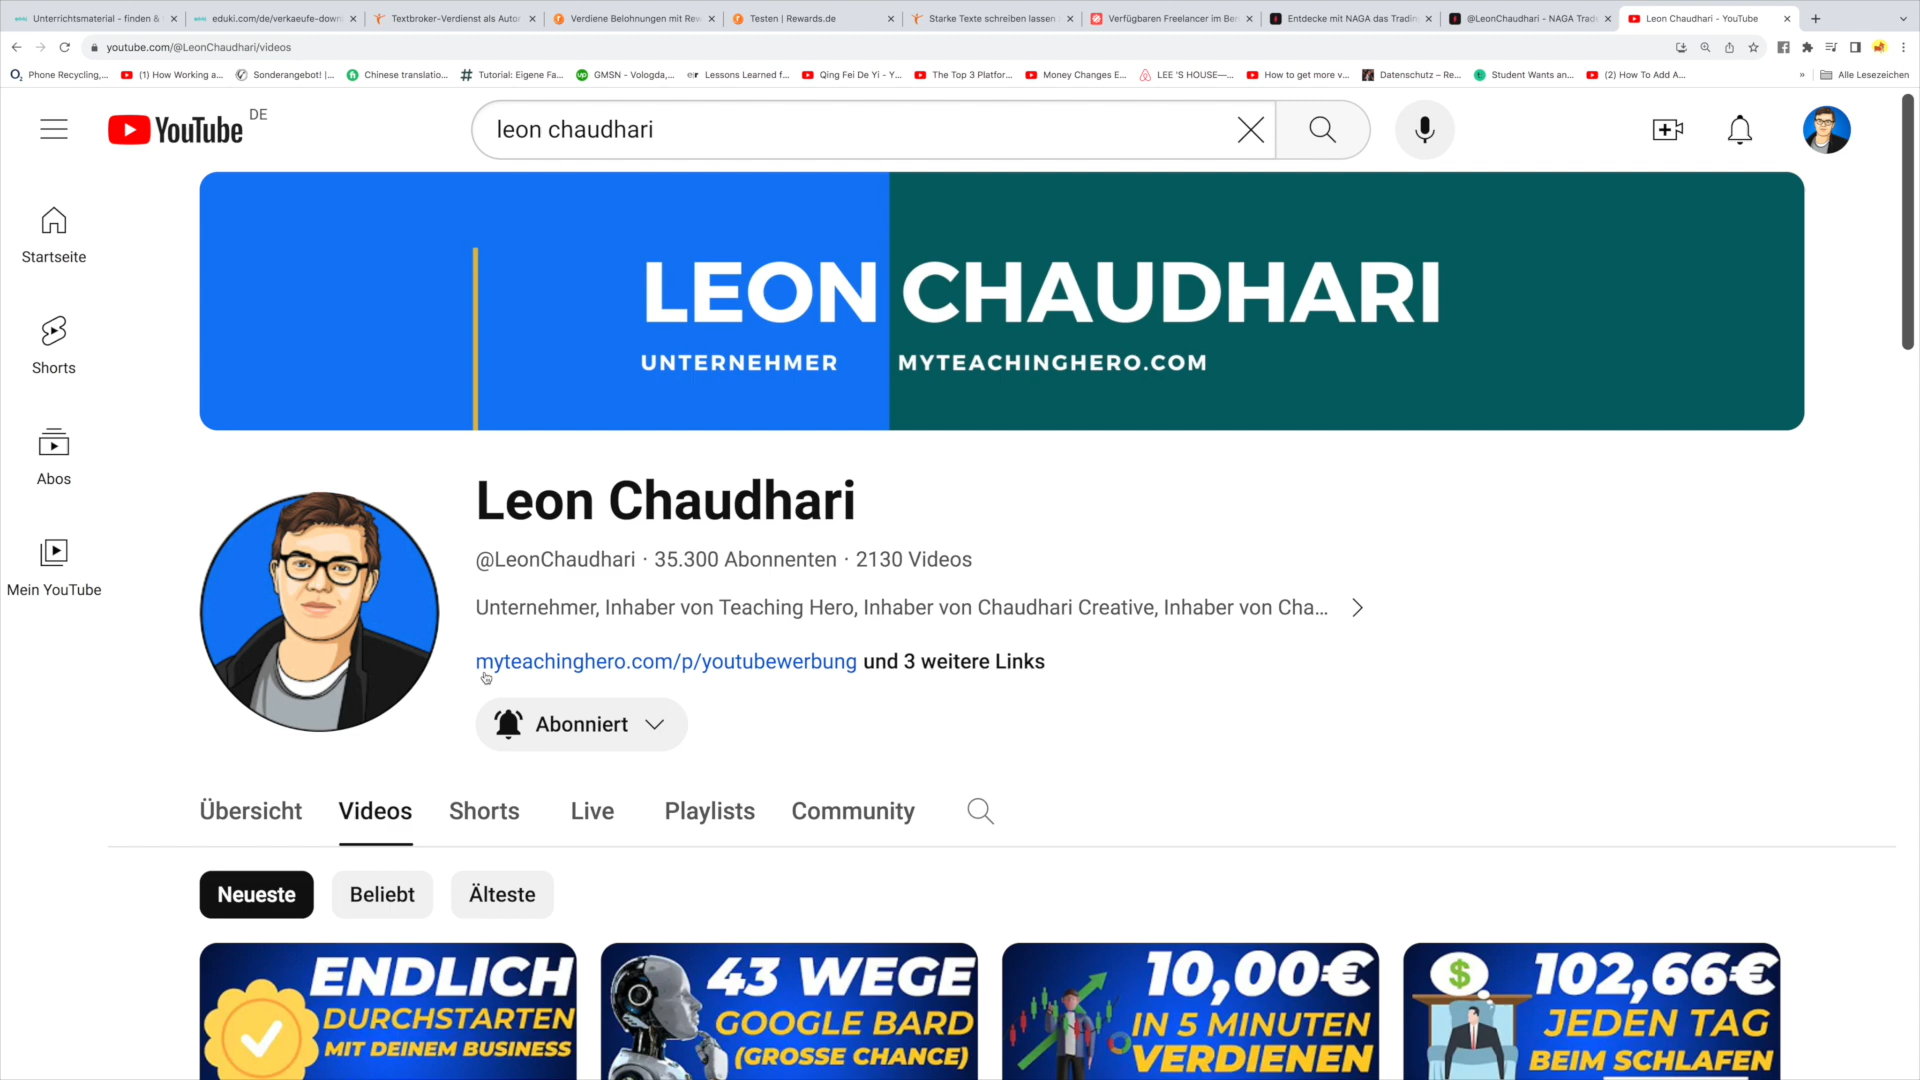 Unterrichtsmaterial - finden &
eduki.com/de/verkaeufe-downl
Textbroker-Verdienst als Autor
Verdiene Belohnungen mit Rew
Testen | Rewards.de
Starke Texte schreiben lassen
Verfügbaren Freelancer im Ber
Entdecke mit NAGA das Trading
@LeonChaudhari - NAGA Trade
Leon Chaudhari - YouTube
youtube.com/@LeonChaudhari/videos
Phone Recycling,...
(1) How Working a...
Sonderangebot! |...
Chinese translatio...
Tutorial: Eigene Fa...
GMSN - Vologda,...
Lessons Learned f...
Qing Fei De Yi - Y...
The Top 3 Platfor...
Money Changes E...
LEE 'S HOUSE—...
How to get more v...
Datenschutz – Re...
Student Wants an...
(2) How To Add A...
»
Alle Lesezeichen
YouTube DE
leon chaudhari
Startseite
Shorts
Abos
Mein YouTube
LEON CHAUDHARI
UNTERNEHMER MYTEACHINGHERO.COM
Leon Chaudhari
@LeonChaudhari · 35.300 Abonnenten · 2130 Videos
Unternehmer, Inhaber von Teaching Hero, Inhaber von Chaudhari Creative, Inhaber von Cha...
myteachinghero.com/p/youtubewerbung und 3 weitere Links
Abonniert
Übersicht Videos Shorts Live Playlists Community
Neueste Beliebt Älteste
ENDLICH
DURCHSTARTEN
MIT DEINEM BUSINESS
43 WEGE
GOOGLE BARD
(GROSSE CHANCE)
10,00€
IN 5 MINUTEN
VERDIENEN
$
102,66€
JEDEN TAG
BEIM SCHLAFEN